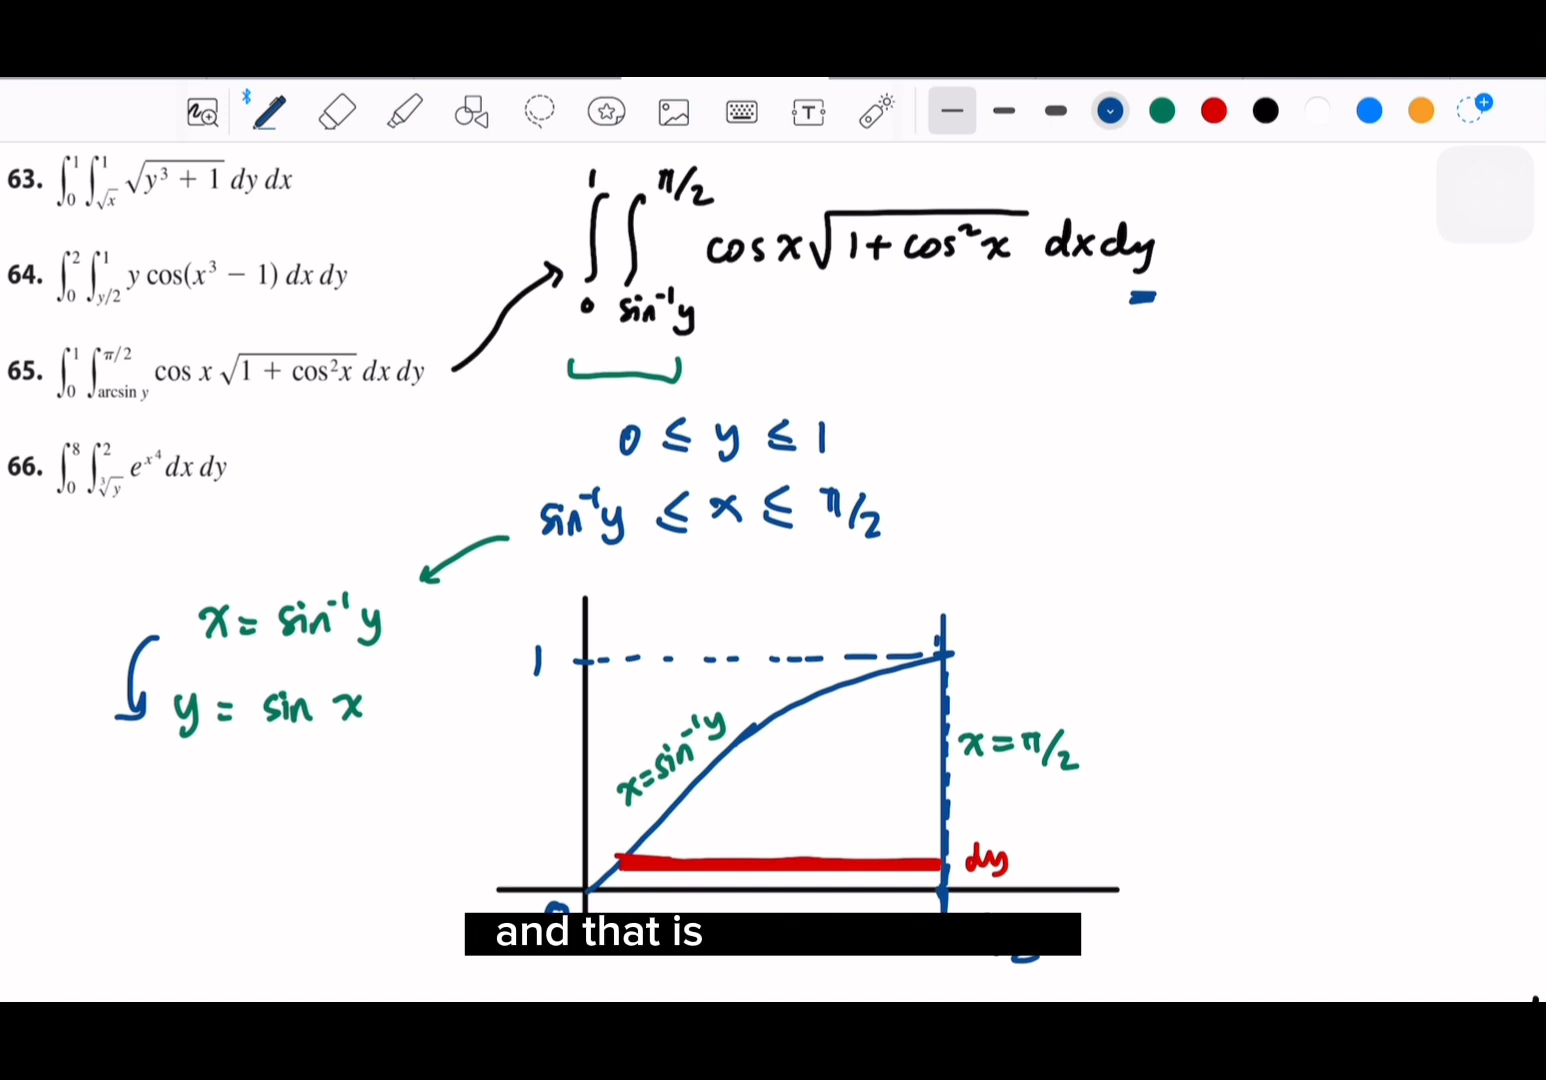 63. ∫₀¹ ∫_√x¹ √(y³ + 1) dy dx
64. ∫₀² ∫_{y/2}¹ y cos(x³ − 1) dx dy
65. ∫₀¹ ∫_{arcsin y}^{π/2} cos x √(1 + cos²x) dx dy
66. ∫₀⁸ ∫_{∛y}² e^{x⁴} dx dy
∫₀¹ ∫_{sin⁻¹y}^{π/2} cos x √(1 + cos²x) dx dy
0 ≤ y ≤ 1
sin⁻¹y ≤ x ≤ π/2
x = sin⁻¹y
y = sin x
1
x = sin⁻¹y
x = π/2
dy
and that is